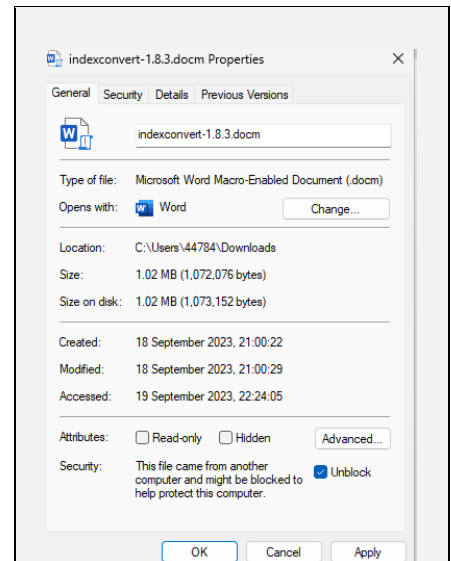 indexconvert-1.8.3.docm Properties
General Security Details Previous Versions
indexconvert-1.8.3.docm
Type of file: Microsoft Word Macro-Enabled Document (.docm)
Opens with: Word Change...
Location: C:\Users\44784\Downloads
Size: 1.02 MB (1,072,076 bytes)
Size on disk: 1.02 MB (1,073,152 bytes)
Created: 18 September 2023, 21:00:22
Modified: 18 September 2023, 21:00:29
Accessed: 19 September 2023, 22:24:05
Attributes: Read-only Hidden Advanced...
Security: This file came from another
computer and might be blocked to
help protect this computer.
Unblock
OK Cancel Apply